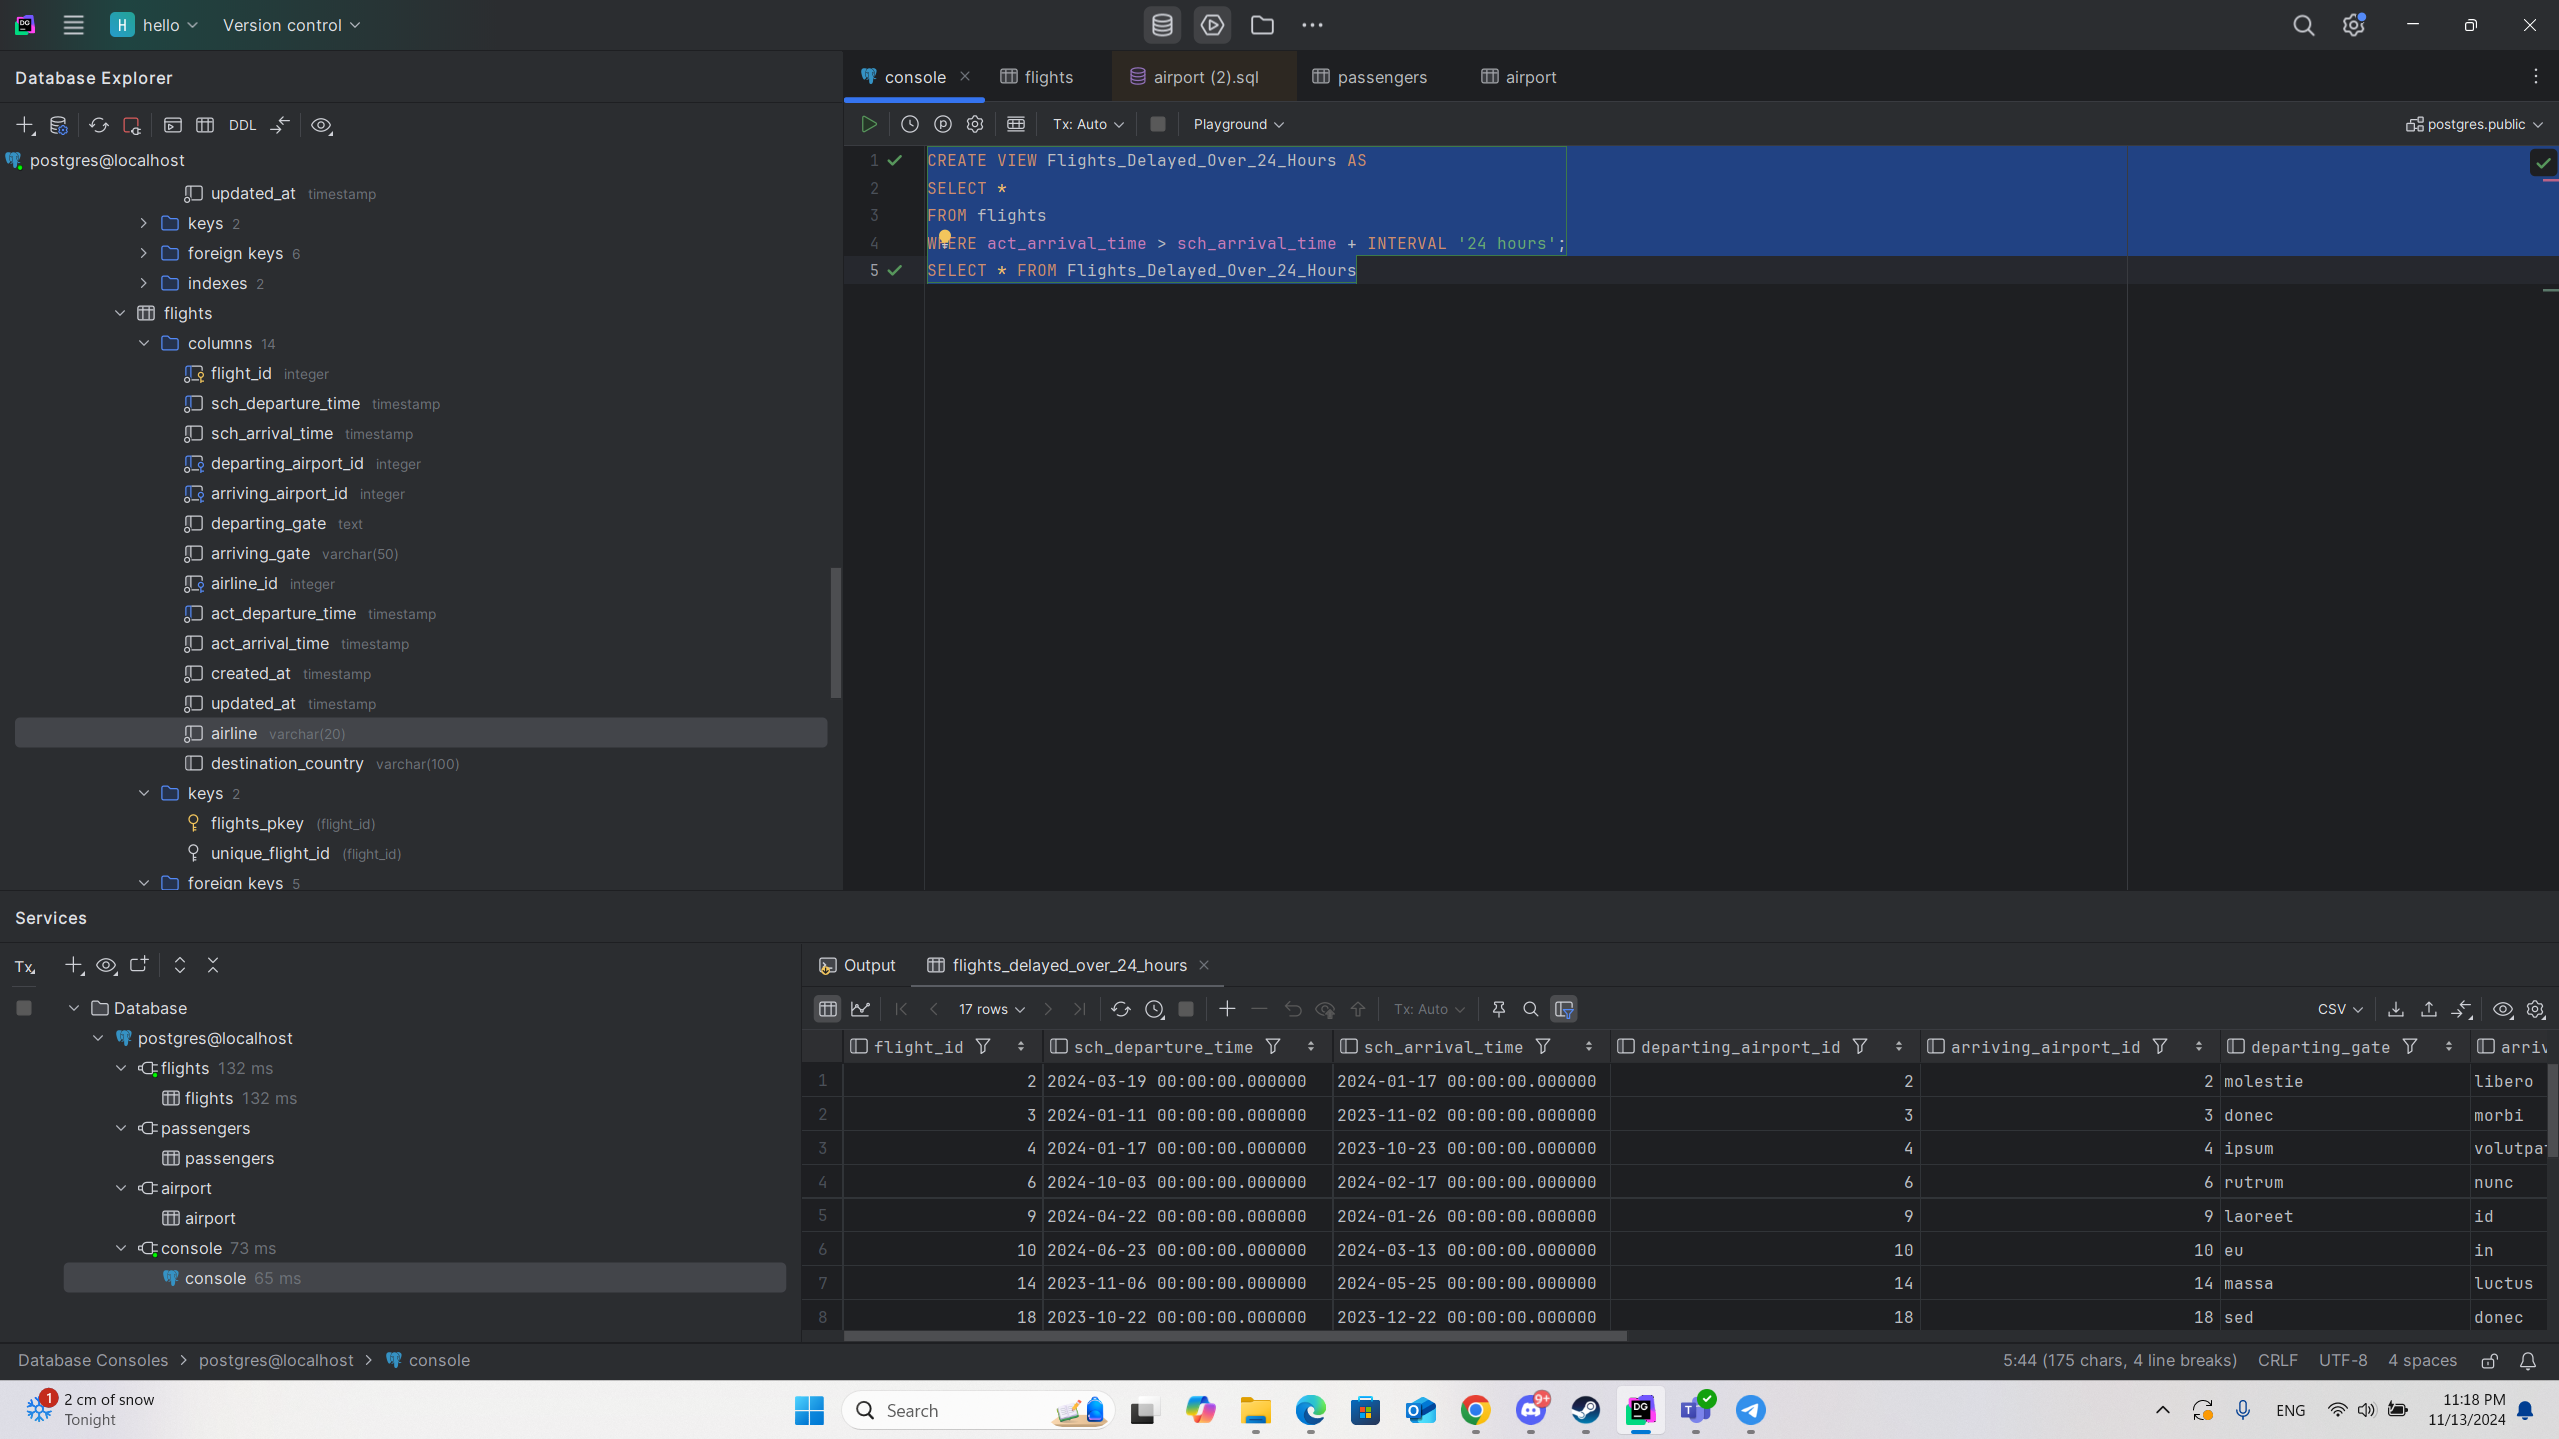 H hello Version control
Database Explorer
DDL
postgres@localhost
updated_at timestamp
keys 2
foreign keys 6
indexes 2
flights
columns 14
flight_id integer
sch_departure_time timestamp
sch_arrival_time timestamp
departing_airport_id integer
arriving_airport_id integer
departing_gate text
arriving_gate varchar(50)
airline_id integer
act_departure_time timestamp
act_arrival_time timestamp
created_at timestamp
updated_at timestamp
airline varchar(20)
destination_country varchar(100)
keys 2
flights_pkey (flight_id)
unique_flight_id (flight_id)
foreign keys 5
console flights airport (2).sql passengers airport
Tx: Auto Playground postgres.public
1 CREATE VIEW Flights_Delayed_Over_24_Hours AS
2 SELECT *
3 FROM flights
4 WHERE act_arrival_time > sch_arrival_time + INTERVAL '24 hours';
5 SELECT * FROM Flights_Delayed_Over_24_Hours
Services
Tx
Database
postgres@localhost
flights 132 ms
flights 132 ms
passengers
passengers
airport
airport
console 73 ms
console 65 ms
Output flights_delayed_over_24_hours
17 rows Tx: Auto CSV
flight_id sch_departure_time sch_arrival_time departing_airport_id arriving_airport_id departing_gate arriv
1 2 2024-03-19 00:00:00.000000 2024-01-17 00:00:00.000000 2 2 molestie libero
2 3 2024-01-11 00:00:00.000000 2023-11-02 00:00:00.000000 3 3 donec morbi
3 4 2024-01-17 00:00:00.000000 2023-10-23 00:00:00.000000 4 4 ipsum volutpat
4 6 2024-10-03 00:00:00.000000 2024-02-17 00:00:00.000000 6 6 rutrum nunc
5 9 2024-04-22 00:00:00.000000 2024-01-26 00:00:00.000000 9 9 laoreet id
6 10 2024-06-23 00:00:00.000000 2024-03-13 00:00:00.000000 10 10 eu in
7 14 2023-11-06 00:00:00.000000 2024-05-25 00:00:00.000000 14 14 massa luctus
8 18 2023-10-22 00:00:00.000000 2023-12-22 00:00:00.000000 18 18 sed donec
Database Consoles > postgres@localhost > console
5:44 (175 chars, 4 line breaks) CRLF UTF-8 4 spaces
1 2 cm of snow
Tonight
Search
9+
DG
ENG
11:18 PM
11/13/2024